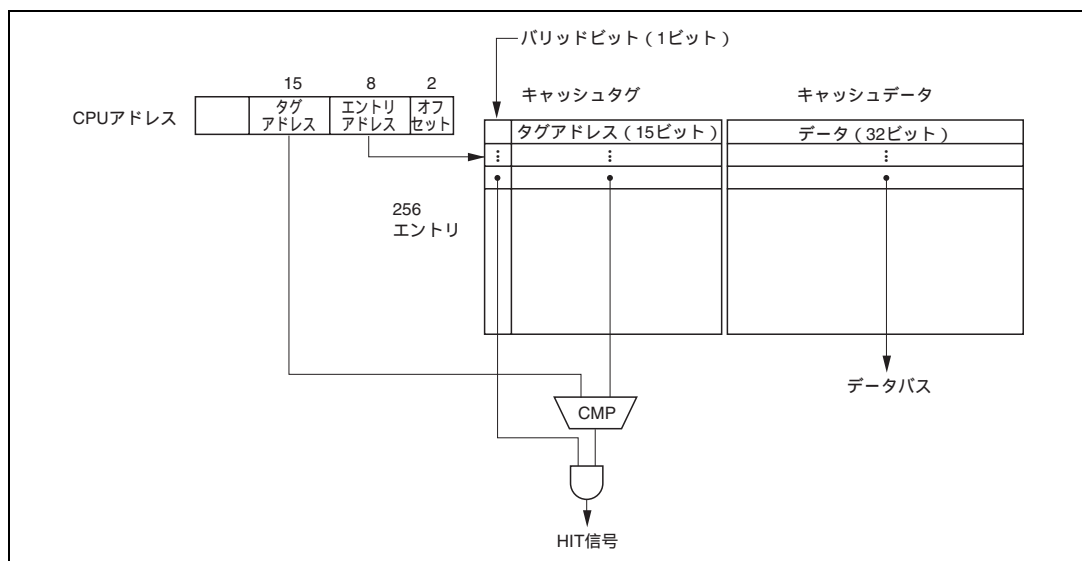 バリッドビット（1ビット）
15 8 2
CPUアドレス
タグ
アドレス
エントリ
アドレス
オフ
セット
キャッシュタグ
キャッシュデータ
タグアドレス（15ビット）
データ（32ビット）
256
エントリ
データバス
CMP
HIT信号